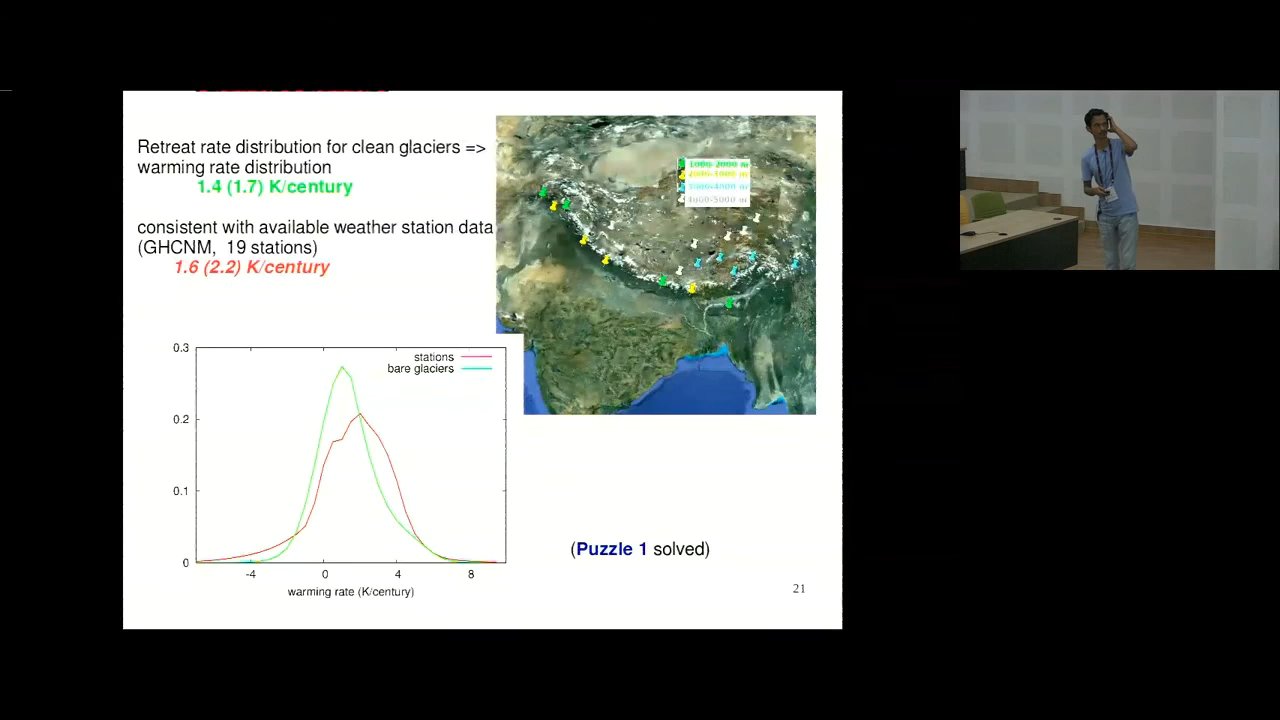 Retreat rate distribution for clean glaciers =>
warming rate distribution
1.4 (1.7) K/century
consistent with available weather station data
(GHCNM, 19 stations)
1.6 (2.2) K/century
1000-2000 m
2000-3000 m
3000-4000 m
4000-5000 m
0.3
0.2
0.1
0
stations
bare glaciers
-4
0
4
8
warming rate (K/century)
(Puzzle 1 solved)
21